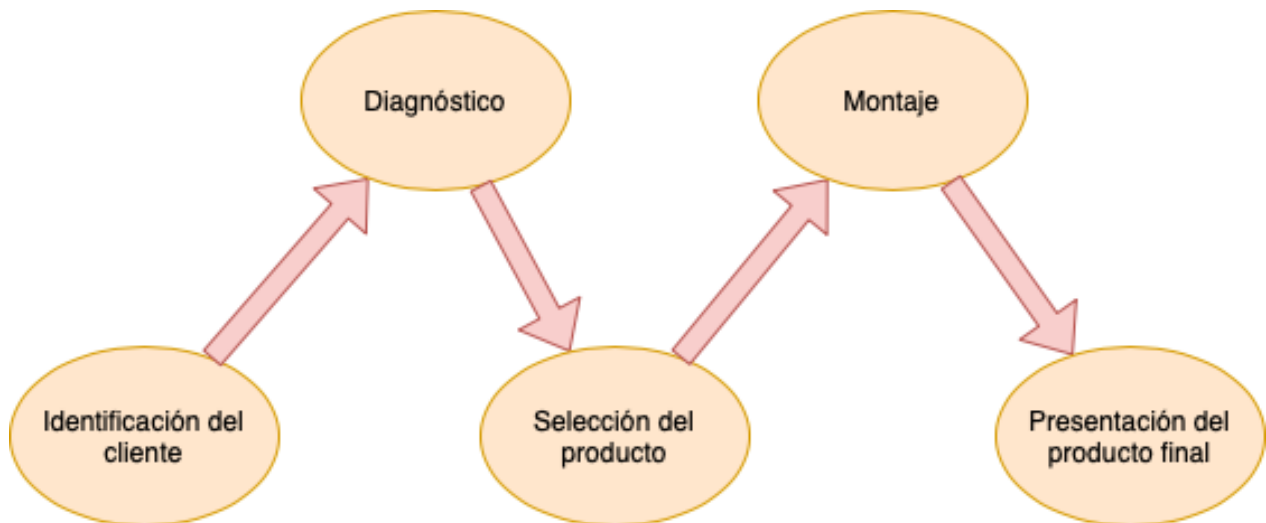 Diagnóstico
Montaje
Identificación del
cliente
Selección del
producto
Presentación del
producto final